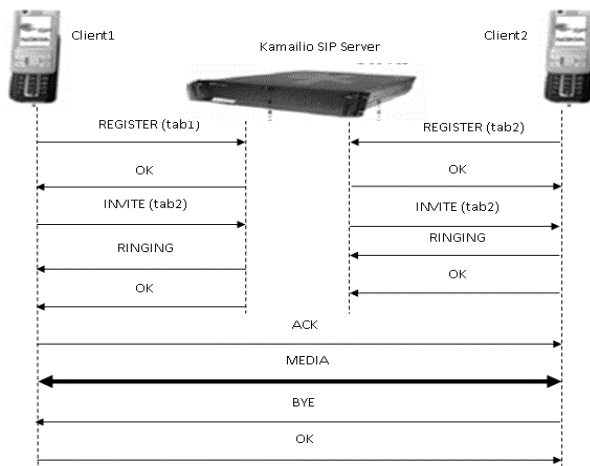 Client1
Kamailio SIP Server
Client2
REGISTER (tab1)
REGISTER (tab2)
OK
OK
INVITE (tab2)
INVITE (tab2)
RINGING
RINGING
OK
OK
ACK
MEDIA
BYE
OK